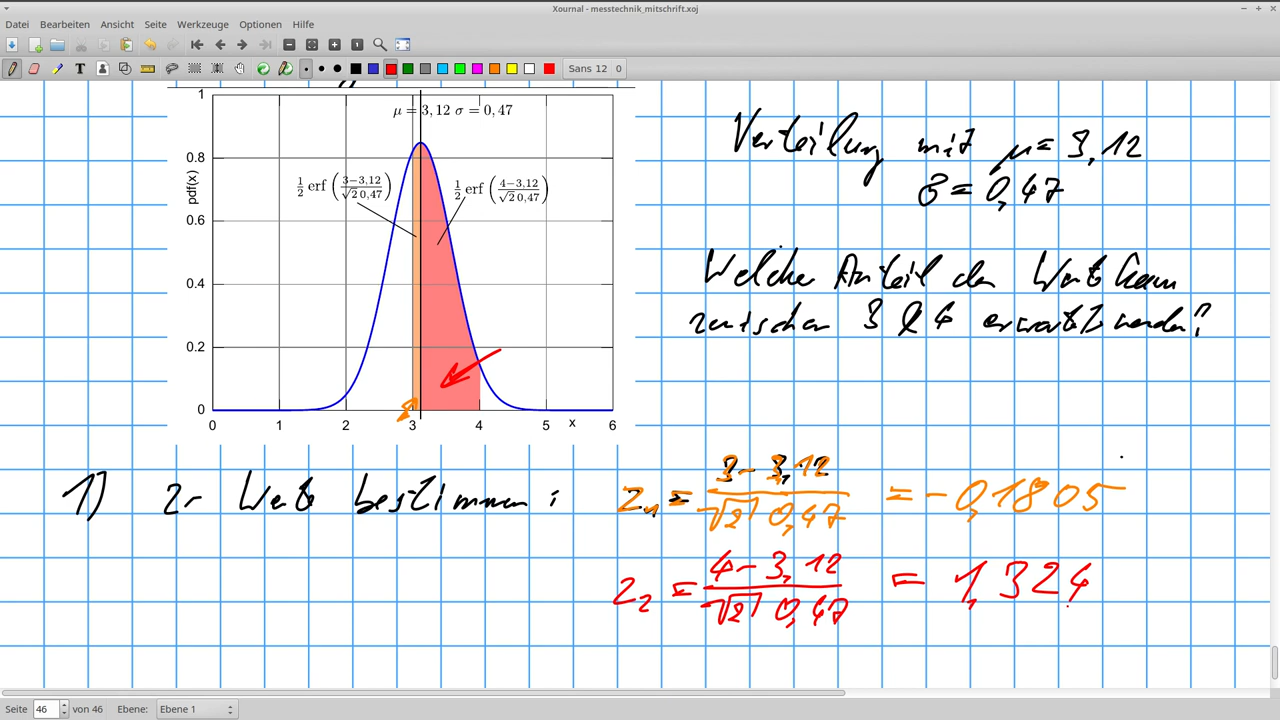 Xournal - messtechnik_mitschrift.xoj
Datei Bearbeiten Ansicht Seite Werkzeuge Optionen Hilfe
Sans 12 0
μ = 3,12 σ = 0,47
1/2 erf ((3−3,12)/(√2 0,47))
1/2 erf ((4−3,12)/(√2 0,47))
pdf(x)
1
0.8
0.6
0.4
0.2
0
0 1 2 3 4 5 x 6
Verteilung mit μ= 3,12
σ = 0,47
Welcher Anteil der Werte kann
zwischen 3 & 4 erwartet werden?
1) z- Werte bestimmen : z₁ = (3 − 3,12)/(√2 0,47) = −0,1805
z₂ = (4 − 3,12)/(√2 0,47) = 1,324
Seite 46 von 46 Ebene: Ebene 1